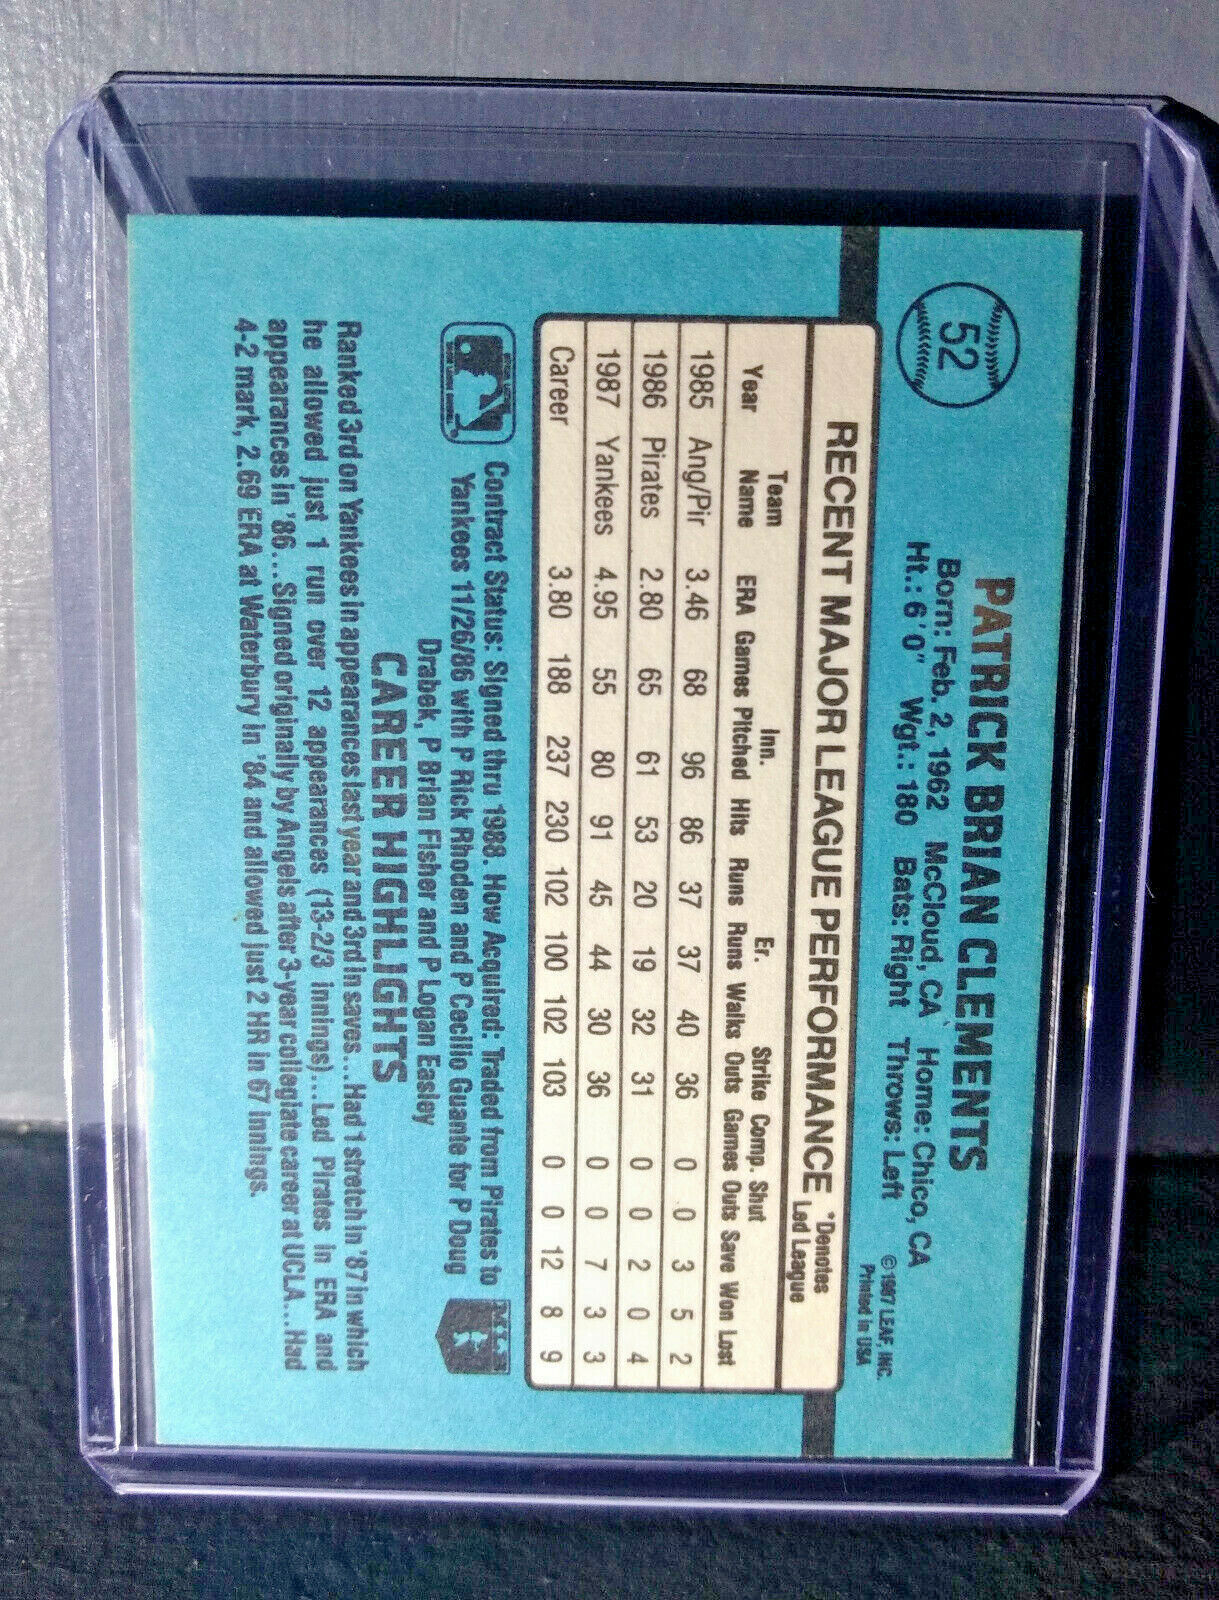 52
PATRICK BRIAN CLEMENTS
Born: Feb. 2, 1962 McCloud, CA Home: Chico, CA
Ht.: 6'0" Wgt.: 180 Bats: Right Throws: Left
©1987 LEAF, INC.
Printed in USA
RECENT MAJOR LEAGUE PERFORMANCE *Denotes Led League
Year Team Name ERA Games Inn. Pitched Hits Runs Er. Runs Walks Strike Outs Comp. Games Shut Outs Save Won Lost
1985 Ang/Pir 3.46 68 96 86 37 37 40 36 0 0 3 5 2
1986 Pirates 2.80 65 61 53 20 19 32 31 0 0 2 0 4
1987 Yankees 4.95 55 80 91 45 44 30 36 0 0 7 3 3
Career 3.80 188 237 230 102 100 102 103 0 0 12 8 9
Contract Status: Signed thru 1988. How Acquired: Traded from Pirates to
Yankees 11/26/86 with P Rick Rhoden and P Cecilio Guante for P Doug
Drabek, P Brian Fisher and P Logan Easley
CAREER HIGHLIGHTS
Ranked 3rd on Yankees in appearances last year and 3rd in saves...Had 1 stretch in '87 in which
he allowed just 1 run over 12 appearances (13-2/3 innings)...Led Pirates in ERA and
appearances in '86...Signed originally by Angels after 3-year collegiate career at UCLA...Had
4-2 mark, 2.69 ERA at Waterbury in '84 and allowed just 2 HR in 67 innings.